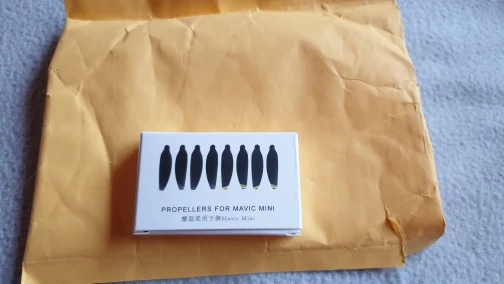 PROPELLERS FOR MAVIC MINI
螺旋桨用于御Mavic Mini